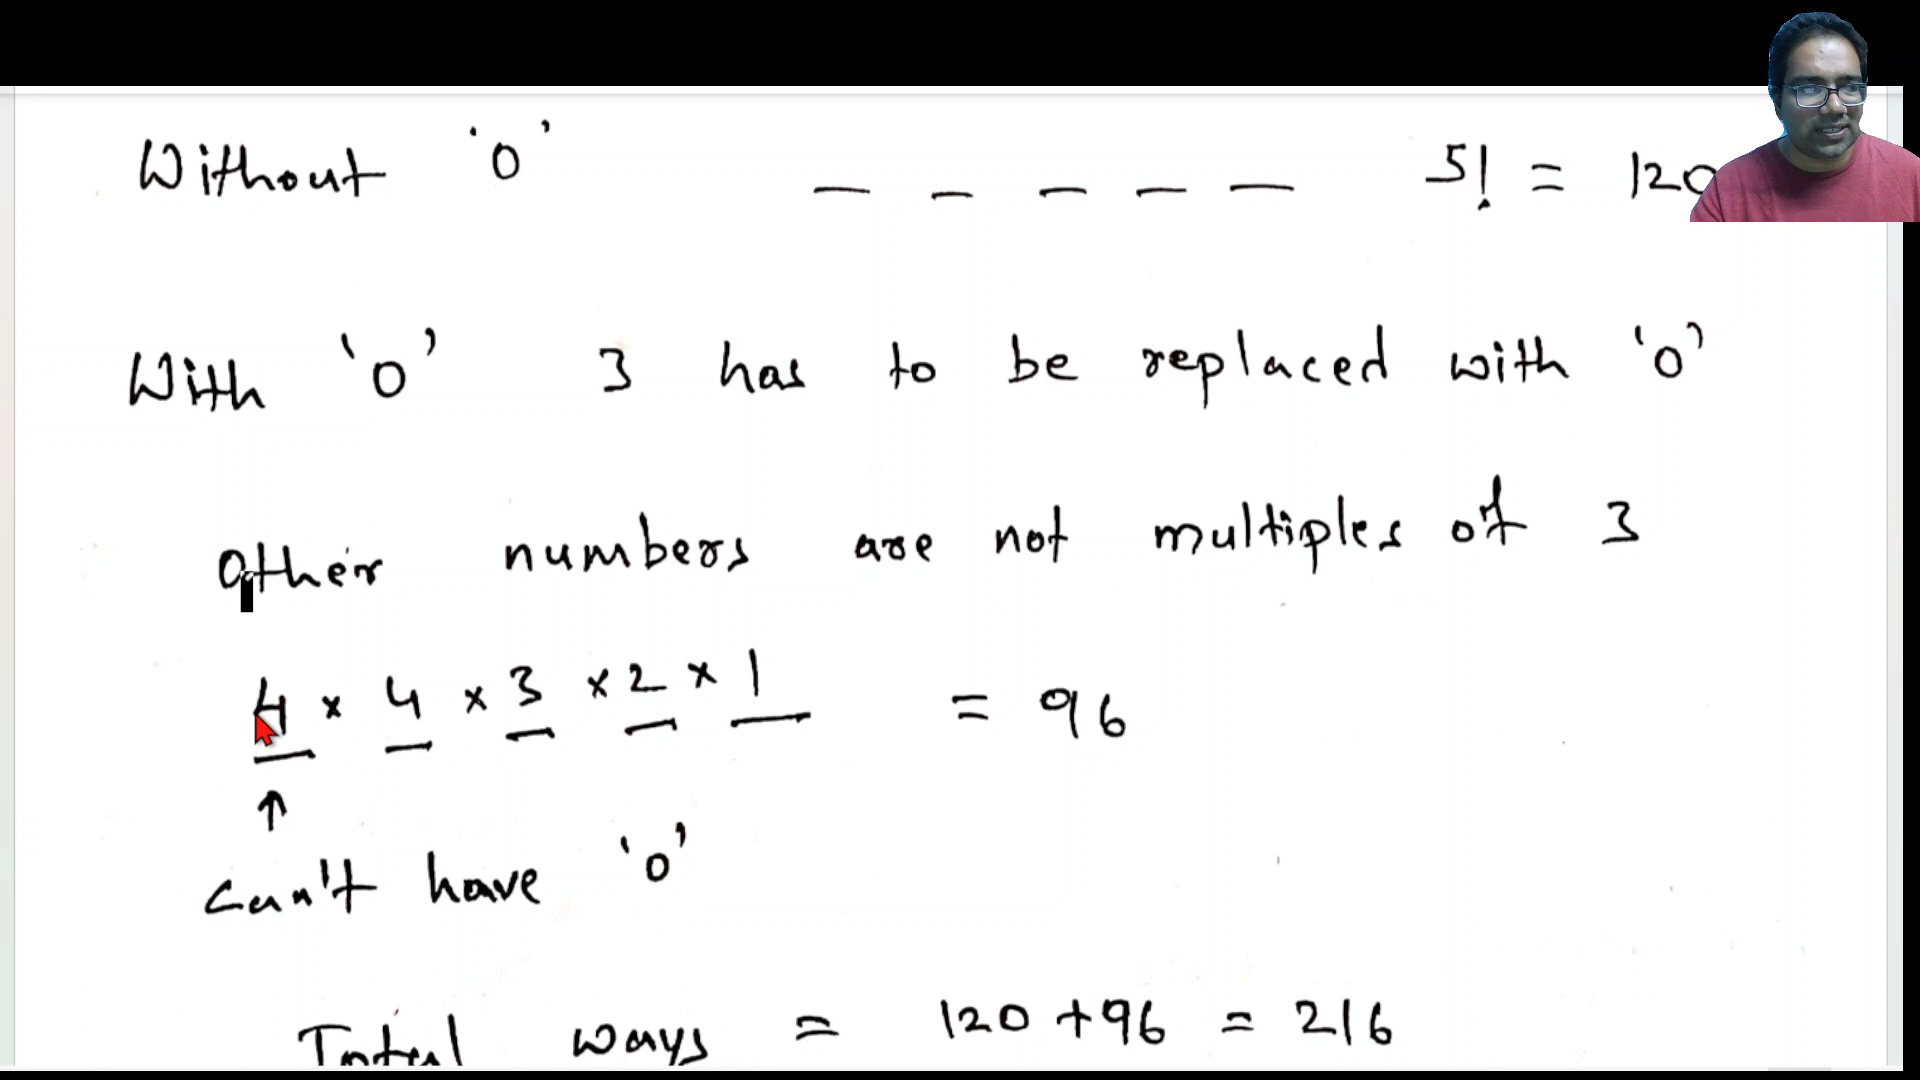 Without '0' _ _ _ _ _ 5! = 120
With '0' 3 has to be replaced with '0'
Other numbers are not multiples of 3
4 × 4 × 3 × 2 × 1 = 96
↑
can't have '0'
Total ways = 120 + 96 = 216